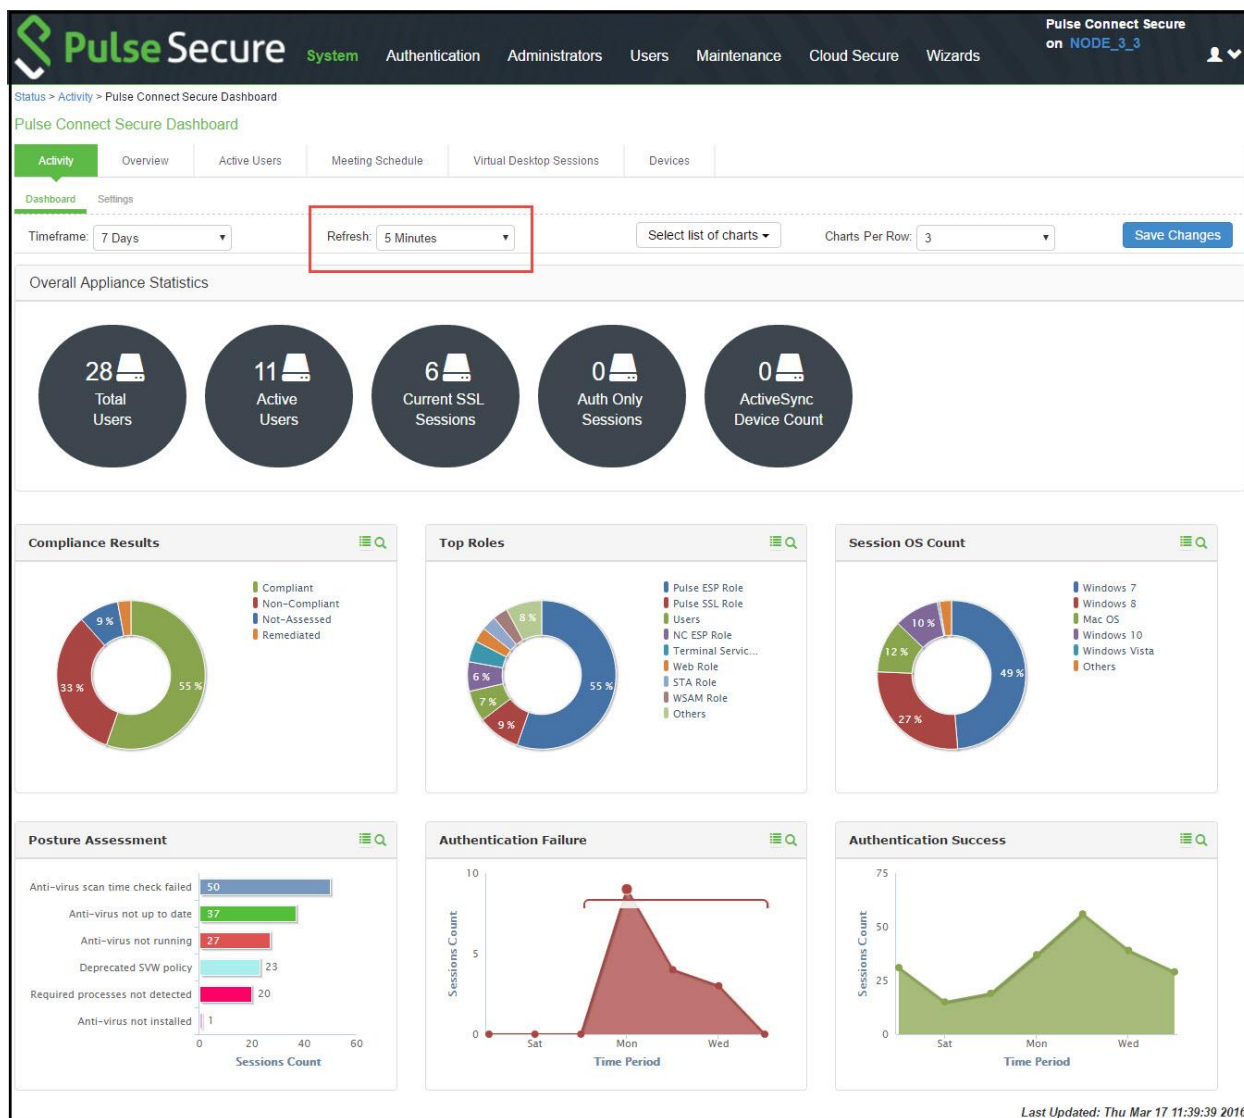 Pulse Secure
System Authentication Administrators Users Maintenance Cloud Secure Wizards
Pulse Connect Secure
on NODE_3_3
Status > Activity > Pulse Connect Secure Dashboard
Pulse Connect Secure Dashboard
Activity Overview Active Users Meeting Schedule Virtual Desktop Sessions Devices
Dashboard Settings
Timeframe: 7 Days Refresh: 5 Minutes Select list of charts Charts Per Row: 3 Save Changes
Overall Appliance Statistics
28
Total
Users
11
Active
Users
6
Current SSL
Sessions
0
Auth Only
Sessions
0
ActiveSync
Device Count
Compliance Results
Compliant
Non-Compliant
Not-Assessed
Remediated
9 %
33 %
55 %
Top Roles
Pulse ESP Role
Pulse SSL Role
Users
NC ESP Role
Terminal Servic...
Web Role
STA Role
WSAM Role
Others
8 %
6 %
7 %
9 %
55 %
Session OS Count
Windows 7
Windows 8
Mac OS
Windows 10
Windows Vista
Others
10 %
12 %
27 %
49 %
Posture Assessment
Anti-virus scan time check failed 50
Anti-virus not up to date 37
Anti-virus not running 27
Deprecated SVW policy 23
Required processes not detected 20
Anti-virus not installed 1
0 20 40 60
Sessions Count
Authentication Failure
10
5
0
Sessions Count
Sat Mon Wed
Time Period
Authentication Success
75
50
25
0
Sessions Count
Sat Mon Wed
Time Period
Last Updated: Thu Mar 17 11:39:39 2016